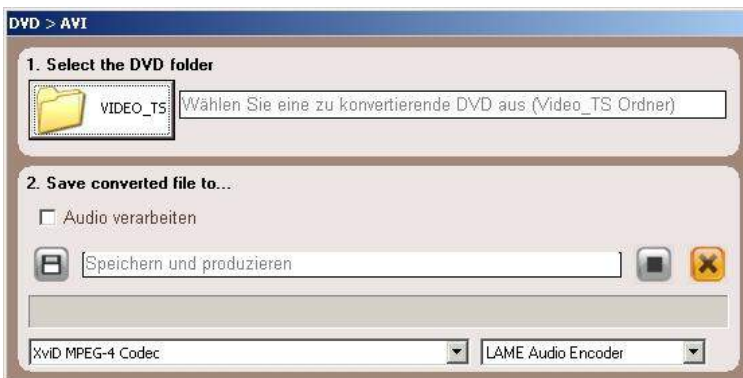 DVD > AVI
1. Select the DVD folder
VIDEO_TS
Wählen Sie eine zu konvertierende DVD aus (Video_TS Ordner)
2. Save converted file to...
Audio verarbeiten
Speichern und produzieren
XviD MPEG-4 Codec
LAME Audio Encoder